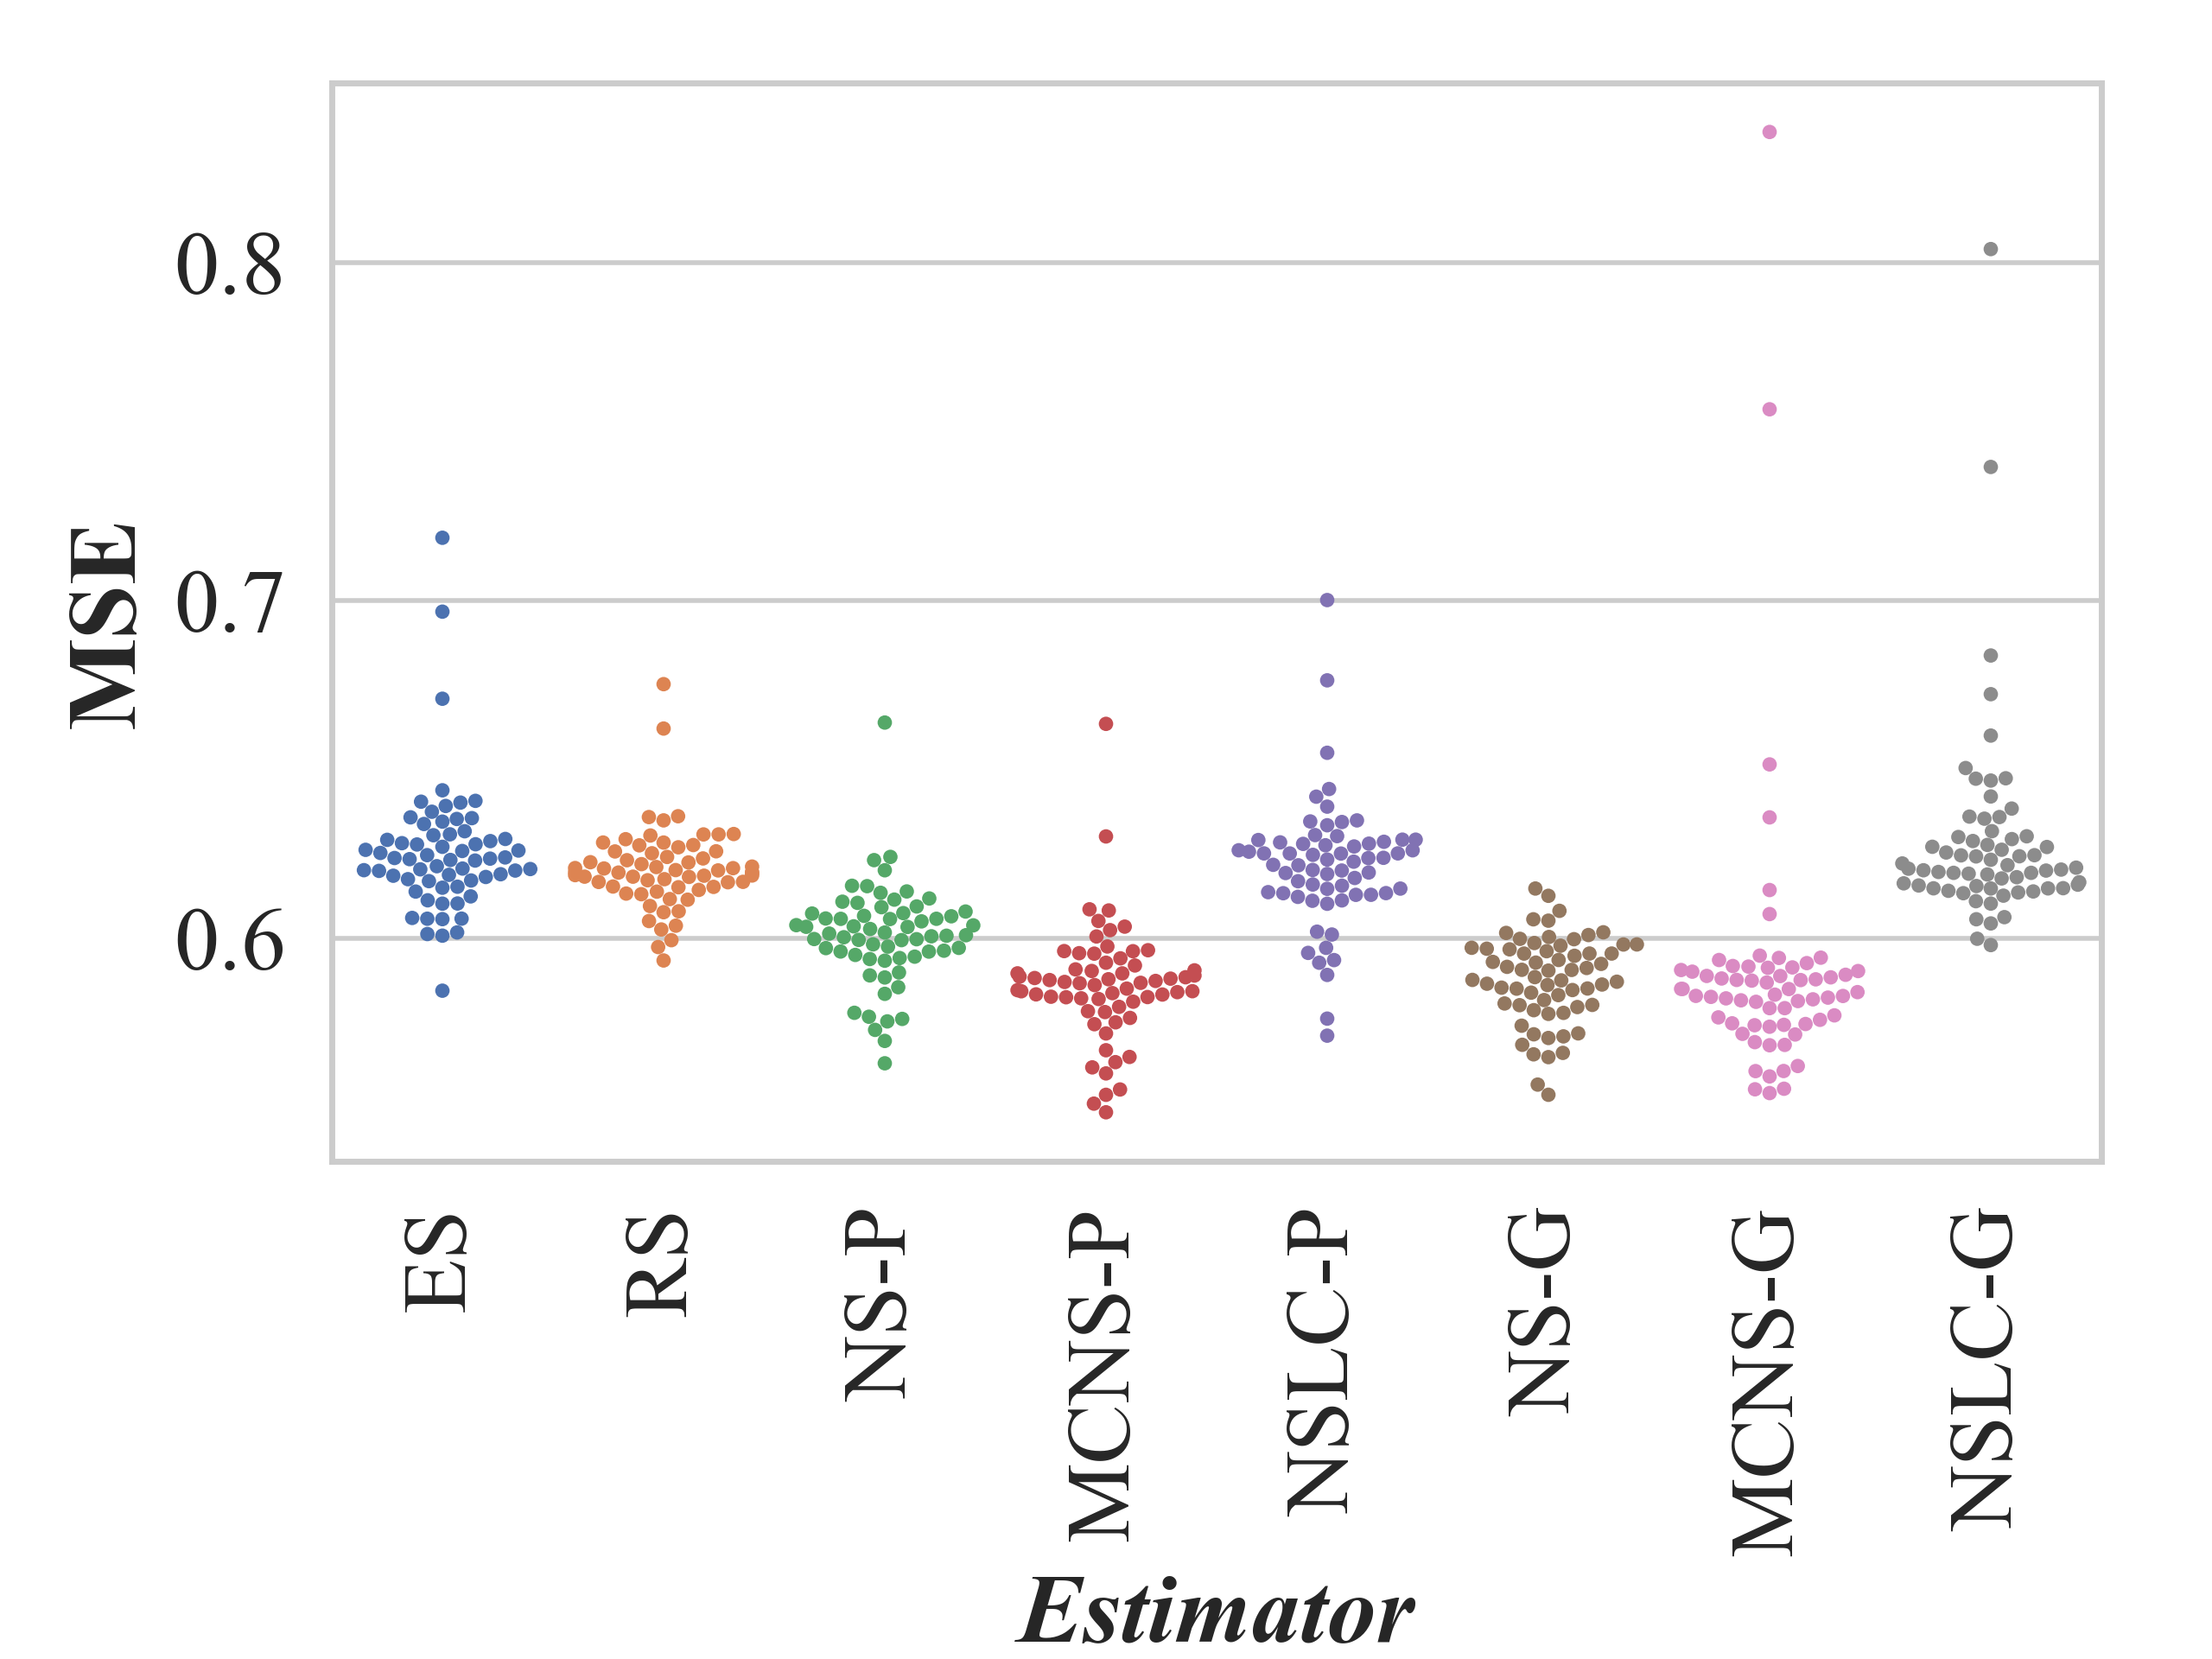 MSE
0.8
0.7
0.6
ES
RS
NS-P
MCNS-P
NSLC-P
NS-G
MCNS-G
NSLC-G
Estimator